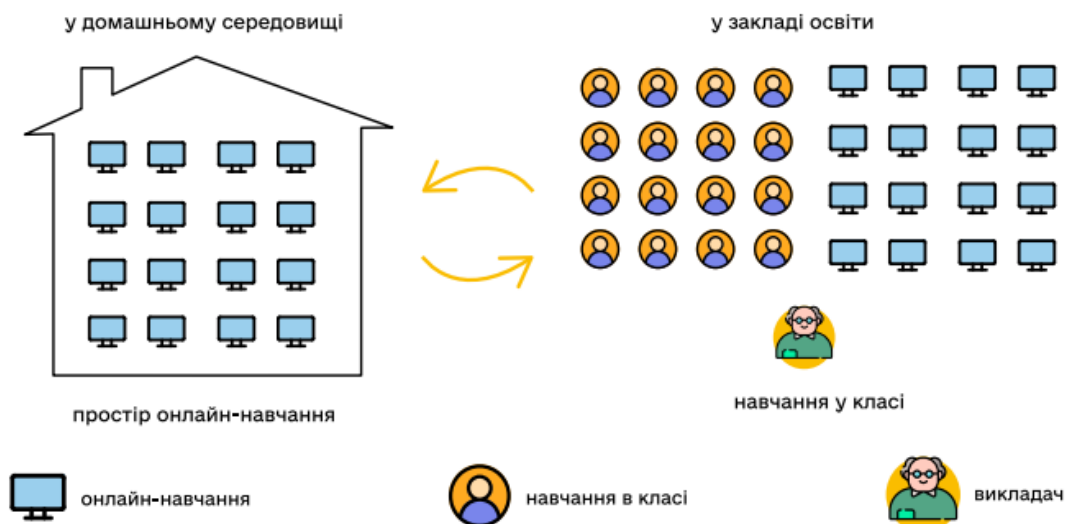 у домашньому середовищі
у закладі освіти
простір онлайн-навчання
навчання у класі
онлайн-навчання
навчання в класі
викладач